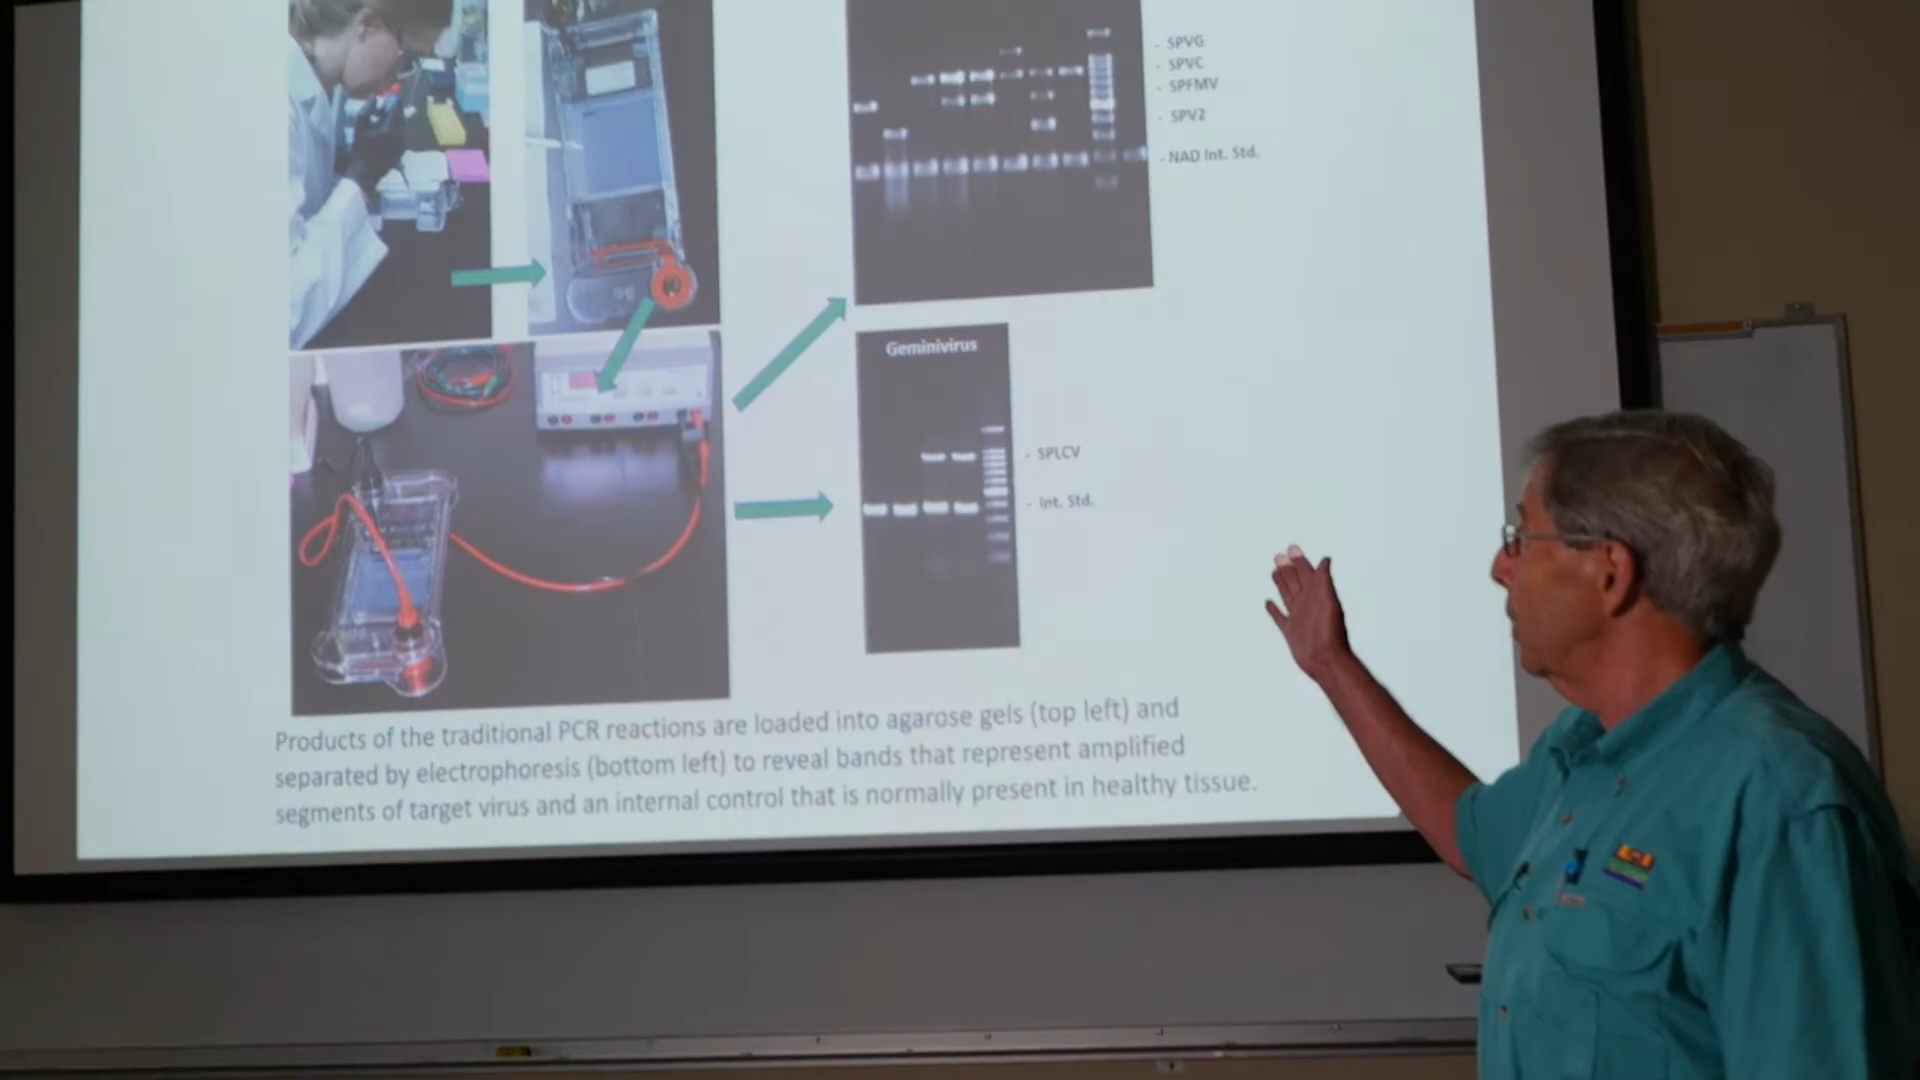 - SPVG
- SPVC
- SPFMV
- SPV2
- NAD Int. Std.
Geminivirus
- SPLCV
- Int. Std.
Products of the traditional PCR reactions are loaded into agarose gels (top left) and
separated by electrophoresis (bottom left) to reveal bands that represent amplified
segments of target virus and an internal control that is normally present in healthy tissue.